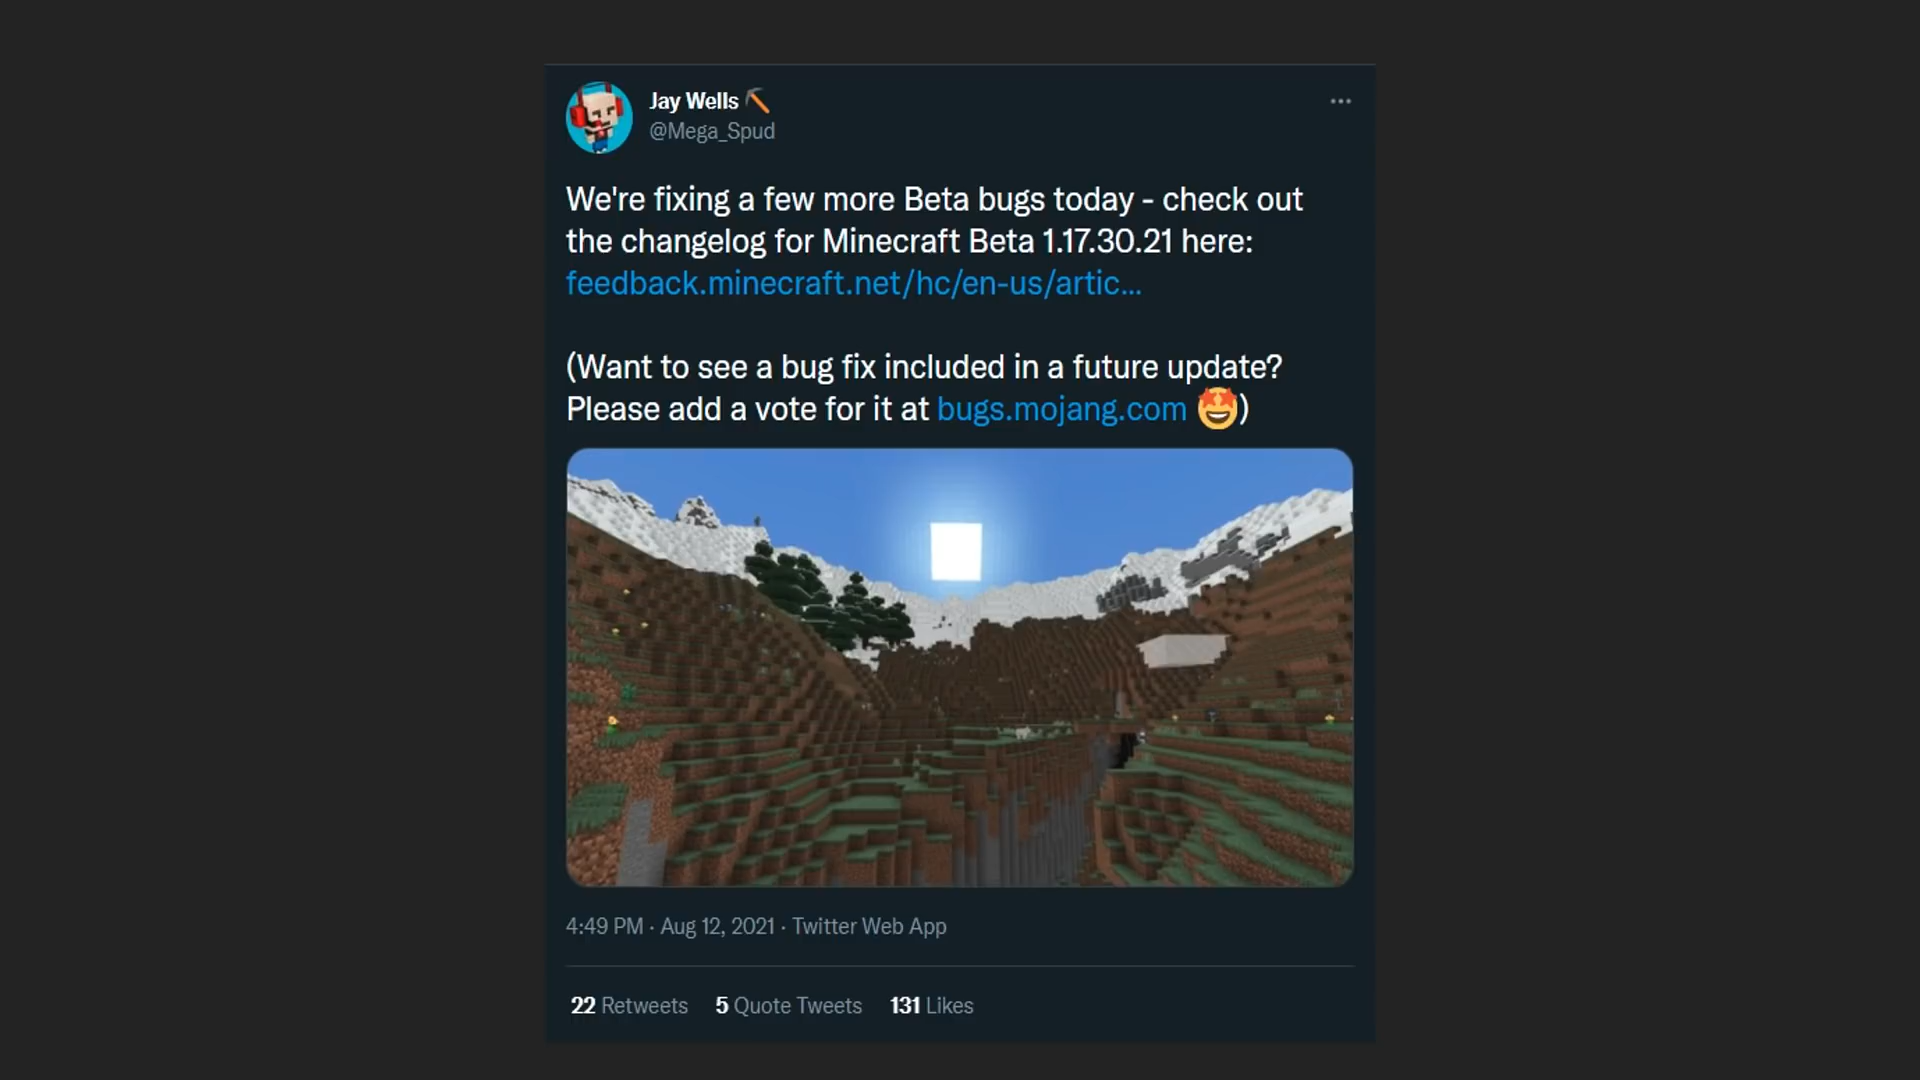 Jay Wells
@Mega_Spud
We're fixing a few more Beta bugs today - check out
the changelog for Minecraft Beta 1.17.30.21 here:
feedback.minecraft.net/hc/en-us/artic...
(Want to see a bug fix included in a future update?
Please add a vote for it at bugs.mojang.com 🤩)
4:49 PM · Aug 12, 2021 · Twitter Web App
22 Retweets 5 Quote Tweets 131 Likes